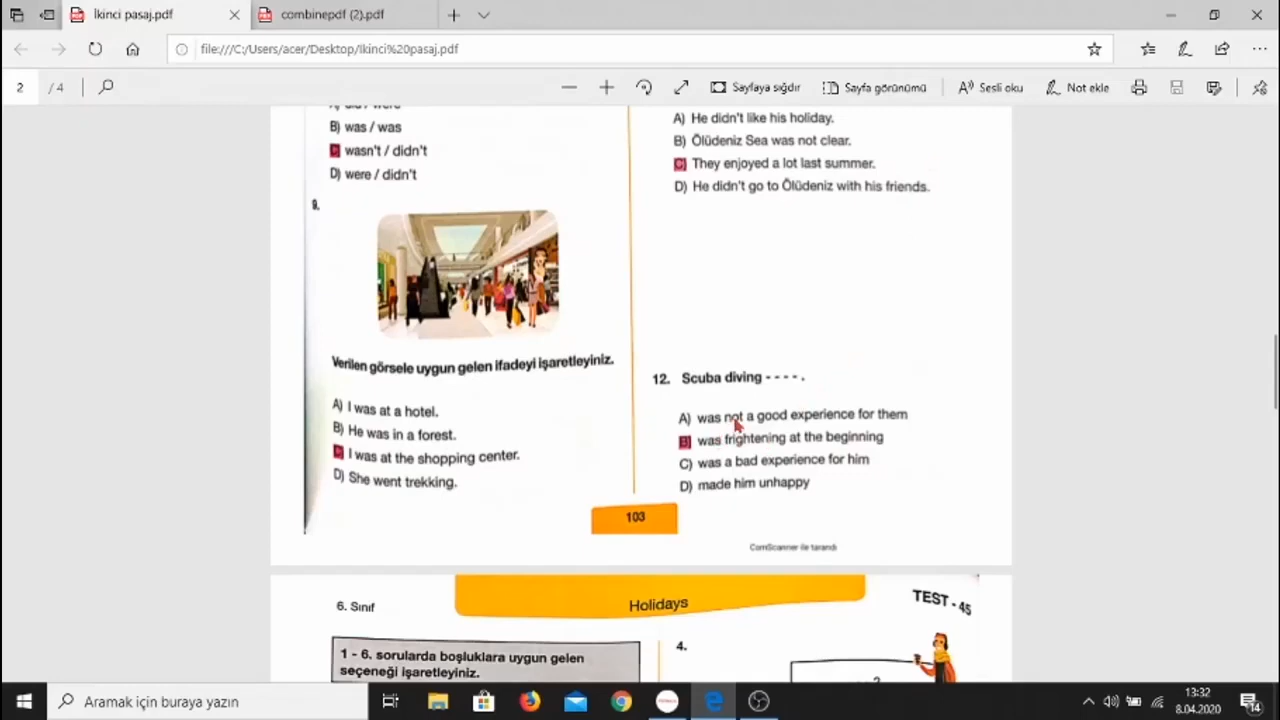 İkinci pasaj.pdf
combinepdf (2).pdf
file:///C:/Users/acer/Desktop/Ikinci%20pasaj.pdf
2 / 4
Sayfaya sığdır
Sayfa görünümü
Sesli oku
Not ekle
A) did / were
B) was / was
C) wasn't / didn't
D) were / didn't
9.
Verilen görsele uygun gelen ifadeyi işaretleyiniz.
A) I was at a hotel.
B) He was in a forest.
I was at the shopping center.
D) She went trekking.
A) He didn't like his holiday.
B) Ölüdeniz Sea was not clear.
C) They enjoyed a lot last summer.
D) He didn't go to Ölüdeniz with his friends.
12. Scuba diving - - - - .
A) was not a good experience for them
B) was frightening at the beginning
C) was a bad experience for him
D) made him unhappy
103
ComScanner ile tarandı
6. Sınıf
Holidays
TEST - 45
1 - 6. sorularda boşluklara uygun gelen
seçeneği işaretleyiniz.
4.
Aramak için buraya yazın
13:32
8.04.2020
14